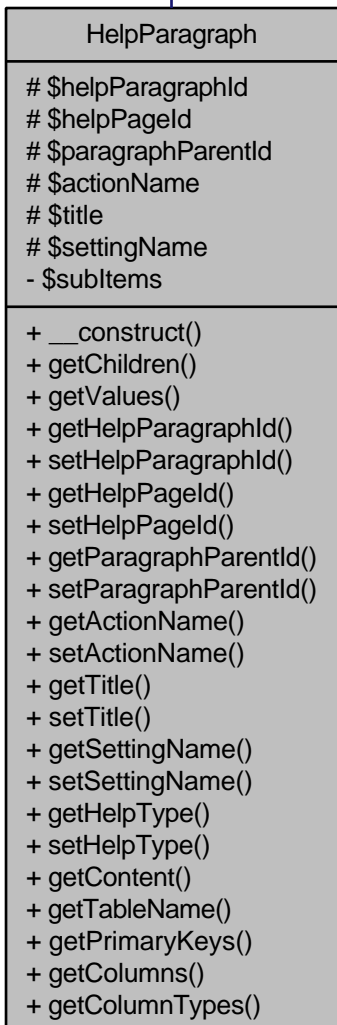 HelpParagraph
# $helpParagraphId
# $helpPageId
# $paragraphParentId
# $actionName
# $title
# $settingName
- $subItems
+ __construct()
+ getChildren()
+ getValues()
+ getHelpParagraphId()
+ setHelpParagraphId()
+ getHelpPageId()
+ setHelpPageId()
+ getParagraphParentId()
+ setParagraphParentId()
+ getActionName()
+ setActionName()
+ getTitle()
+ setTitle()
+ getSettingName()
+ setSettingName()
+ getHelpType()
+ setHelpType()
+ getContent()
+ getTableName()
+ getPrimaryKeys()
+ getColumns()
+ getColumnTypes()